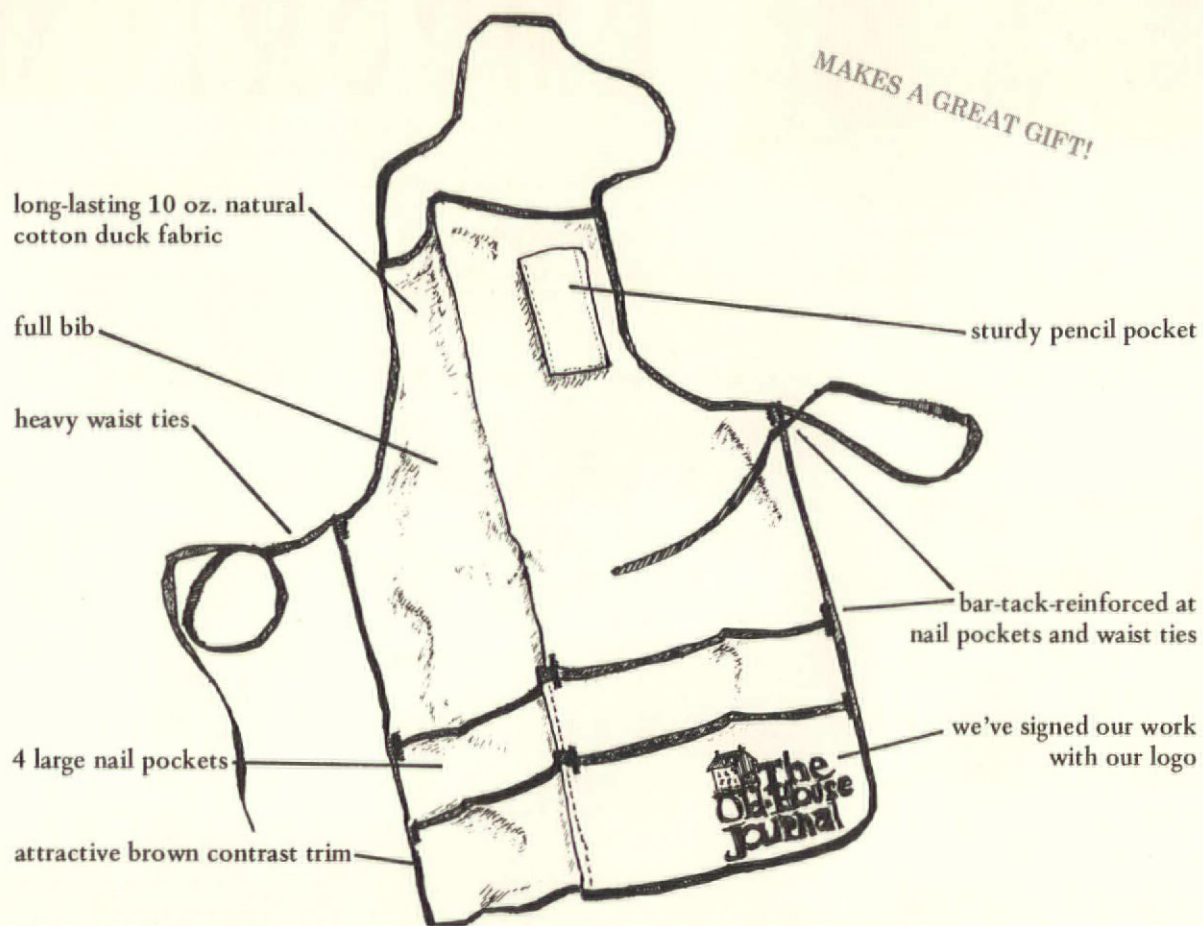 MAKES A GREAT GIFT!
long-lasting 10 oz. natural
cotton duck fabric
full bib
sturdy pencil pocket
heavy waist ties
bar-tack-reinforced at
nail pockets and waist ties
we've signed our work
with our logo
4 large nail pockets
The
Old-House
Journal
attractive brown contrast trim